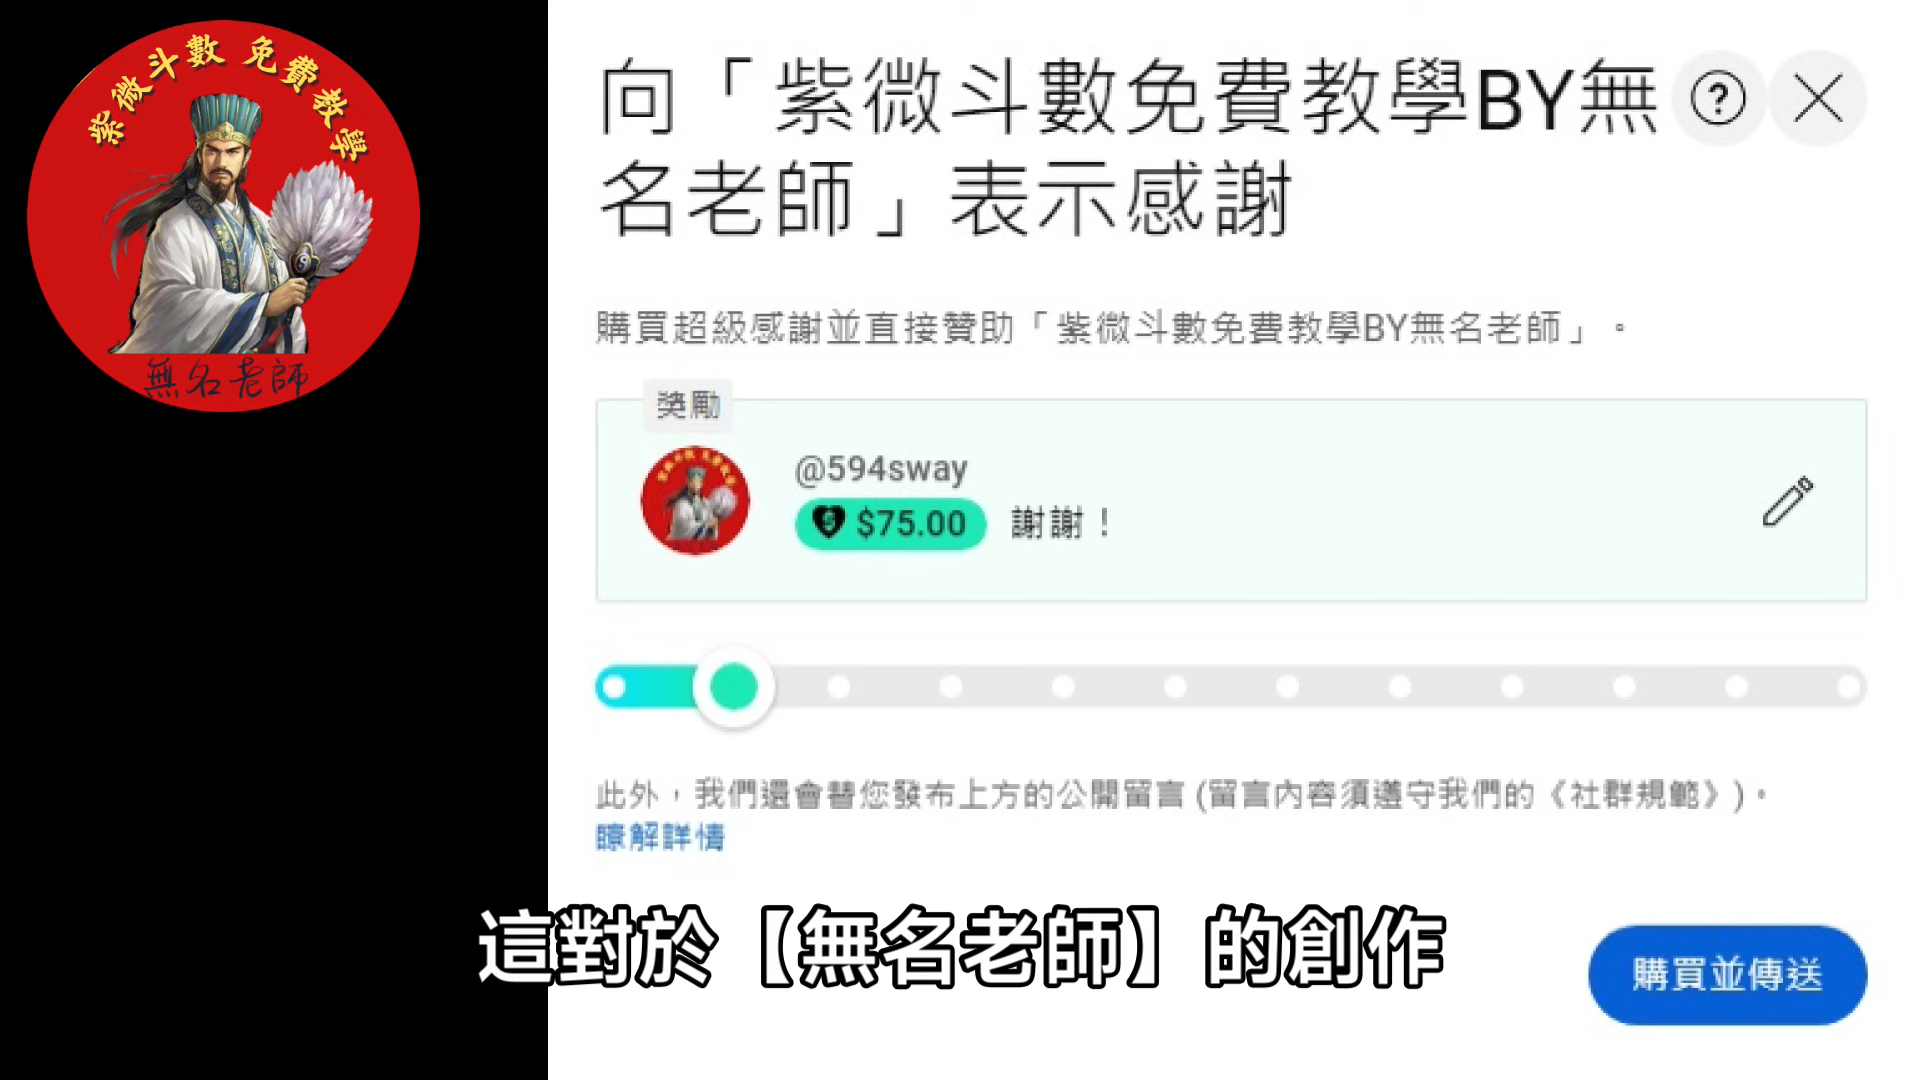 紫微斗數 免費教學
無名老師
向「紫微斗數免費教學BY無
名老師」表示感謝
購買超級感謝並直接贊助「紫微斗數免費教學BY無名老師」。
獎勵
@594sway
$75.00 謝謝！
此外，我們還會替您發布上方的公開留言 (留言內容須遵守我們的《社群規範》)。
瞭解詳情
這對於【無名老師】的創作
購買並傳送